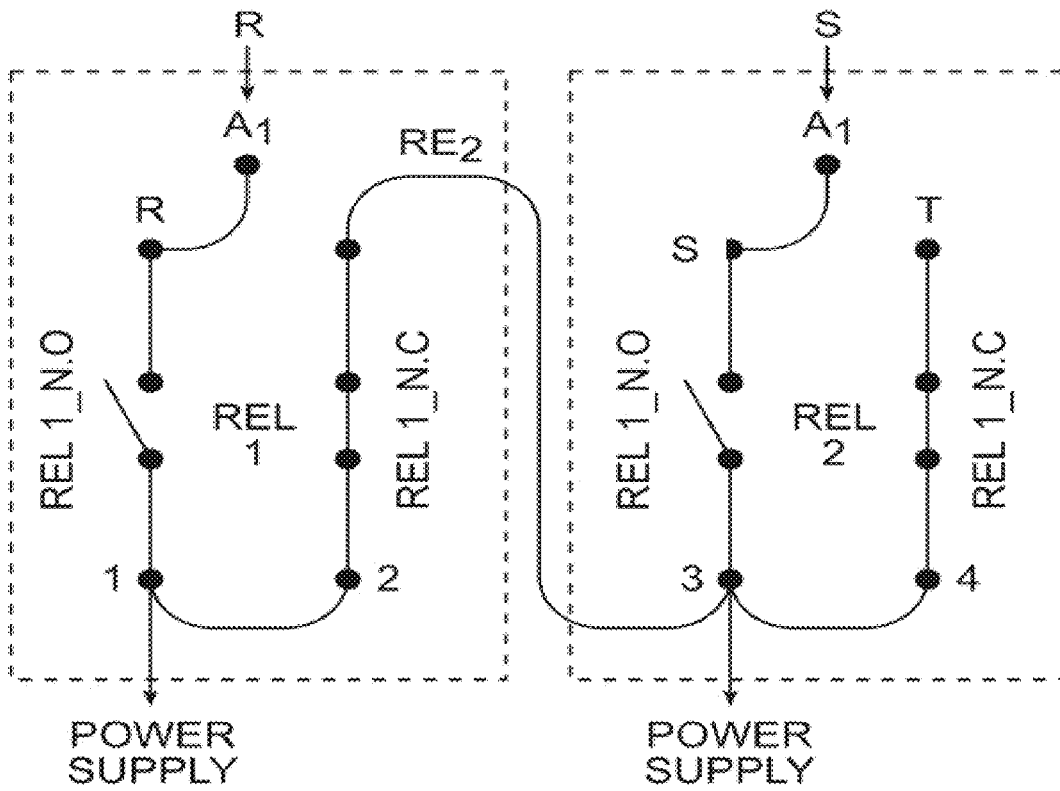 R
S
A1
A1
RE2
R
S
T
REL 1_N.O
REL
1
REL 1_N.C
REL 1_N.O
REL
2
REL 1_N.C
1
2
3
4
POWER
SUPPLY
POWER
SUPPLY